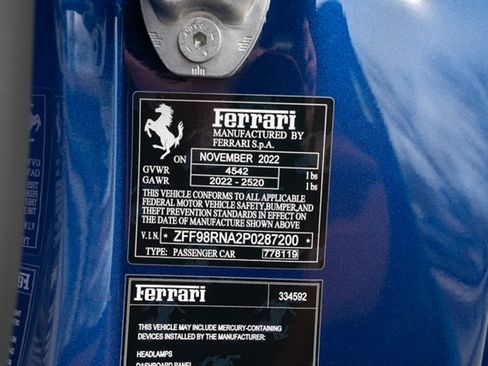 Ferrari
MANUFACTURED BY
FERRARI S.p.A.
ON NOVEMBER 2022
GVWR 4542 lbs
GAWR 2022 - 2520 lbs
THIS VEHICLE CONFORMS TO ALL APPLICABLE
FEDERAL MOTOR VEHICLE SAFETY,BUMPER,AND
THEFT PREVENTION STANDARDS IN EFFECT ON
THE DATE OF MANUFACTURE SHOWN ABOVE
V.I.N. * ZFF98RNA2P0287200 *
TYPE: PASSENGER CAR 778119
Ferrari 334592
THIS VEHICLE MAY INCLUDE MERCURY-CONTAINING
DEVICES INSTALLED BY THE MANUFACTURER:
HEADLAMPS
DASHBOARD PANEL